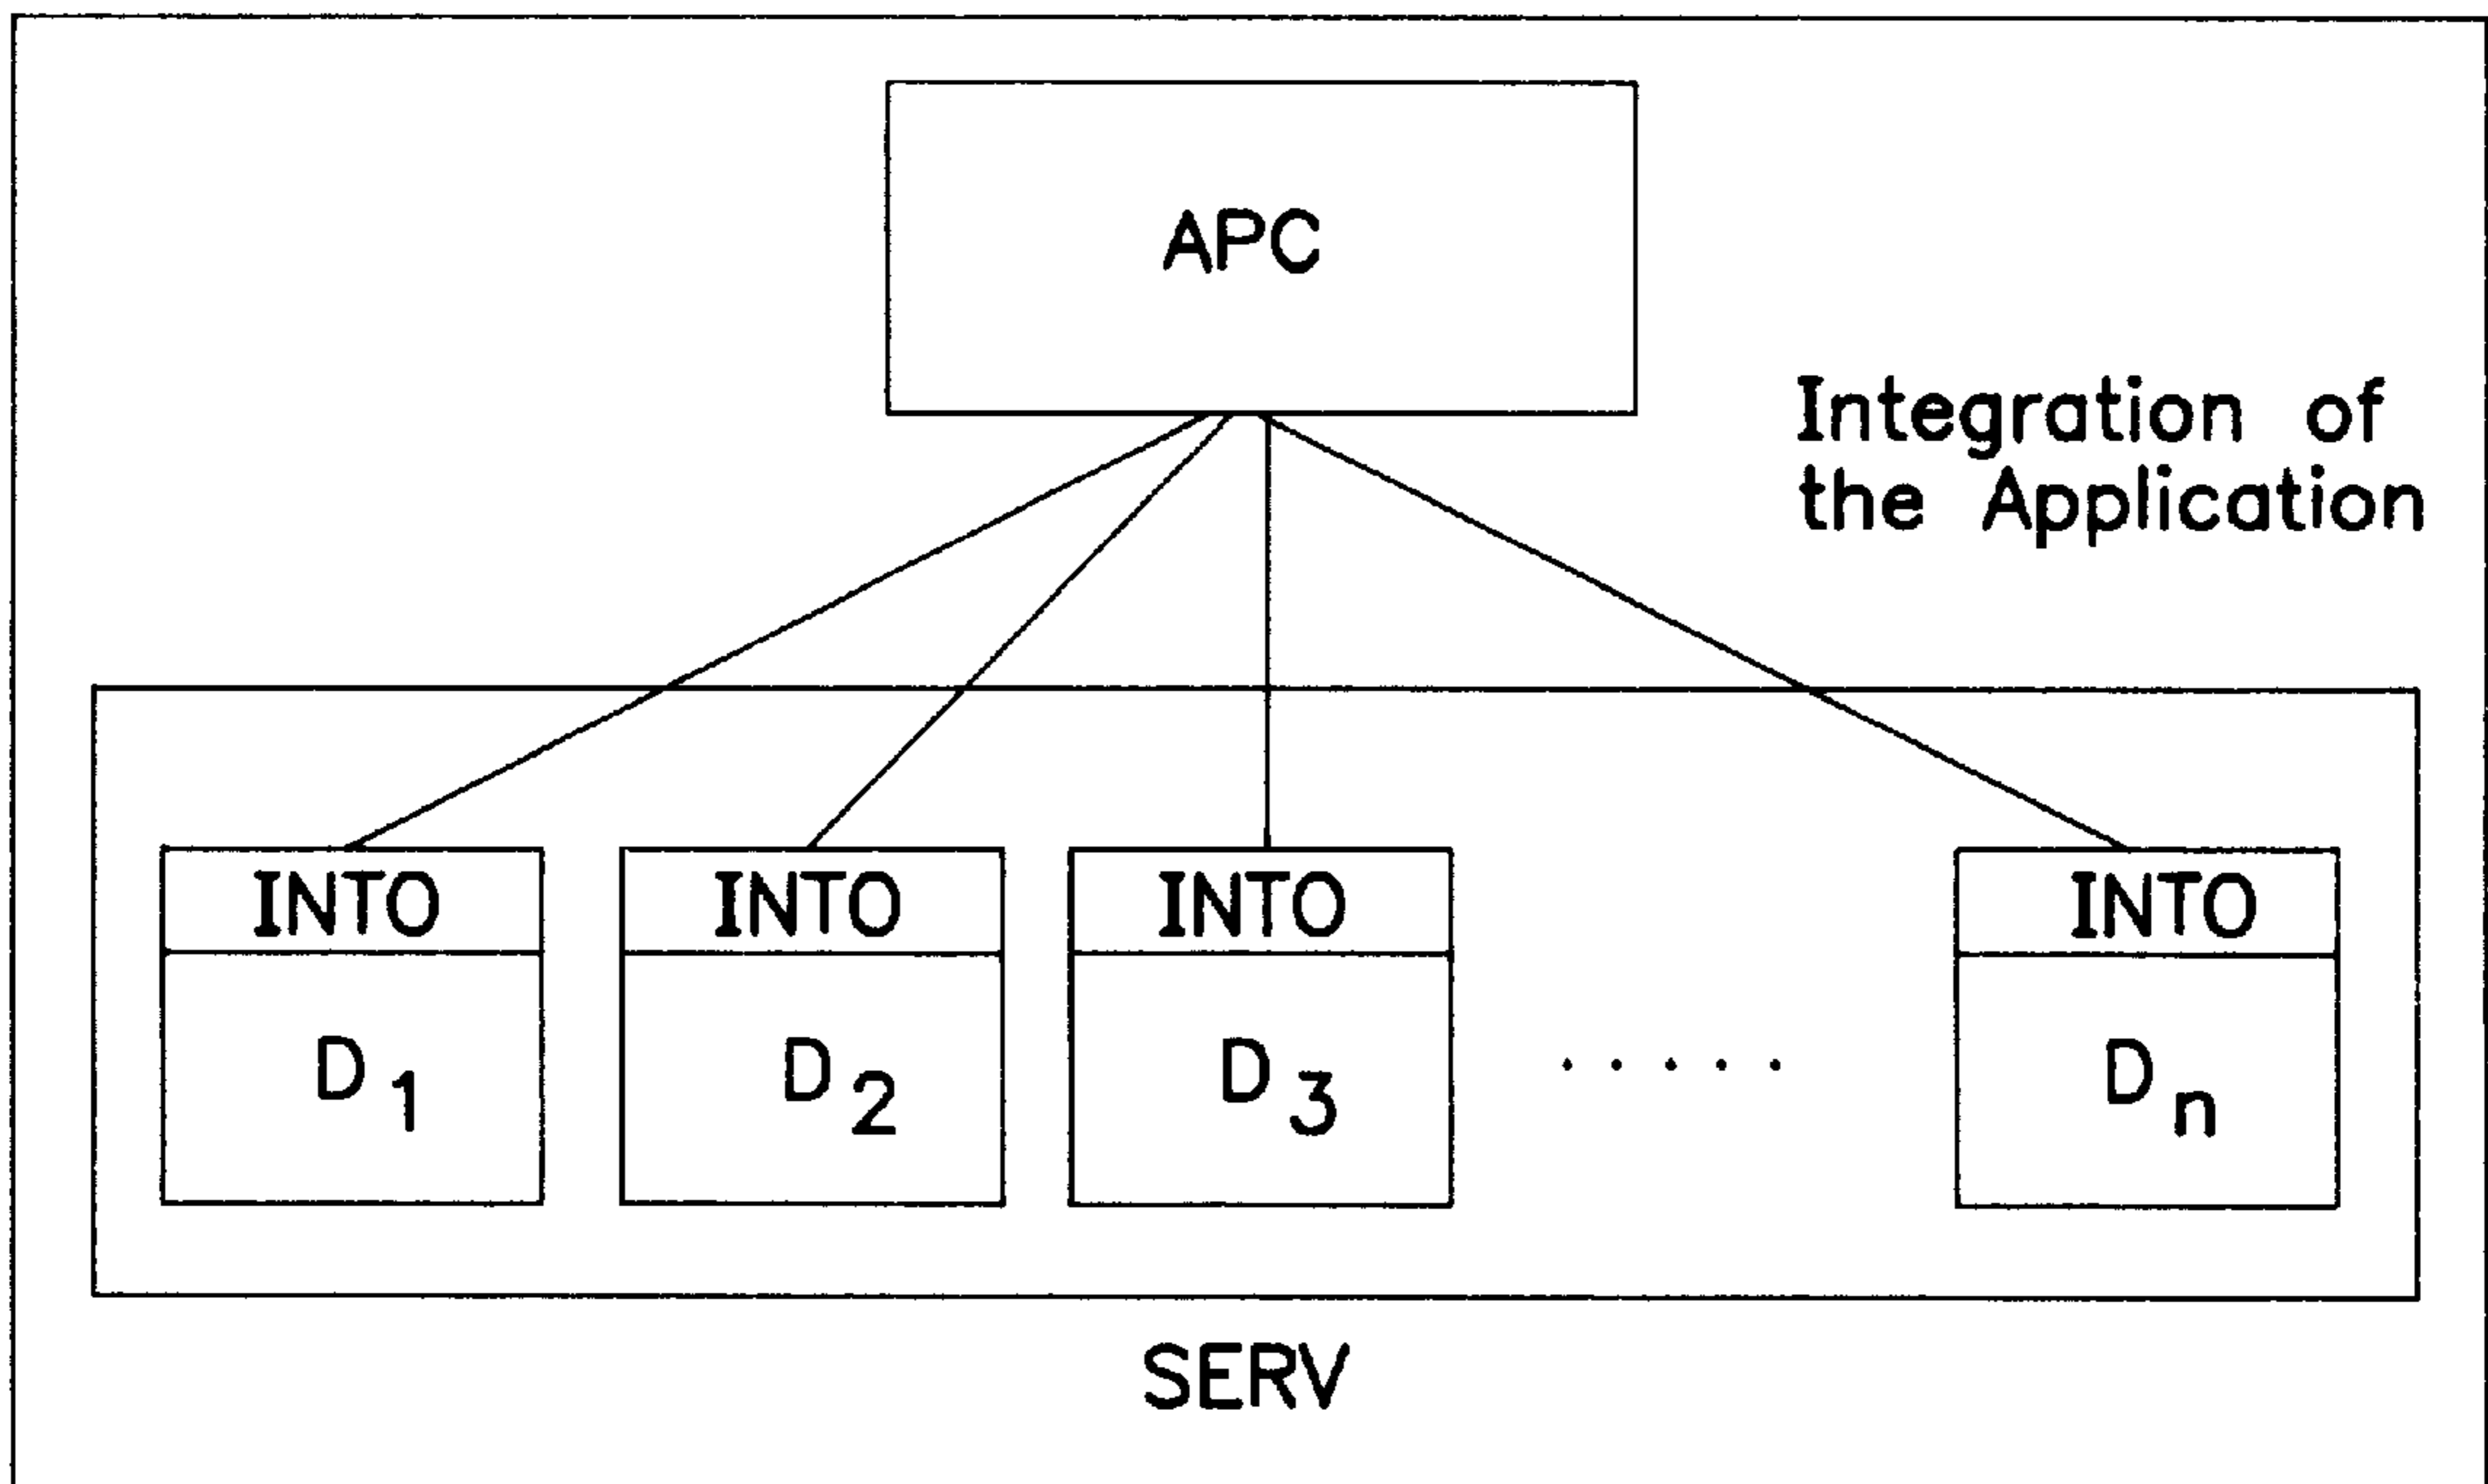 APC
Integration of
the Application
INTO INTO INTO INTO
D1 D2 D3 ..... Dn
SERV